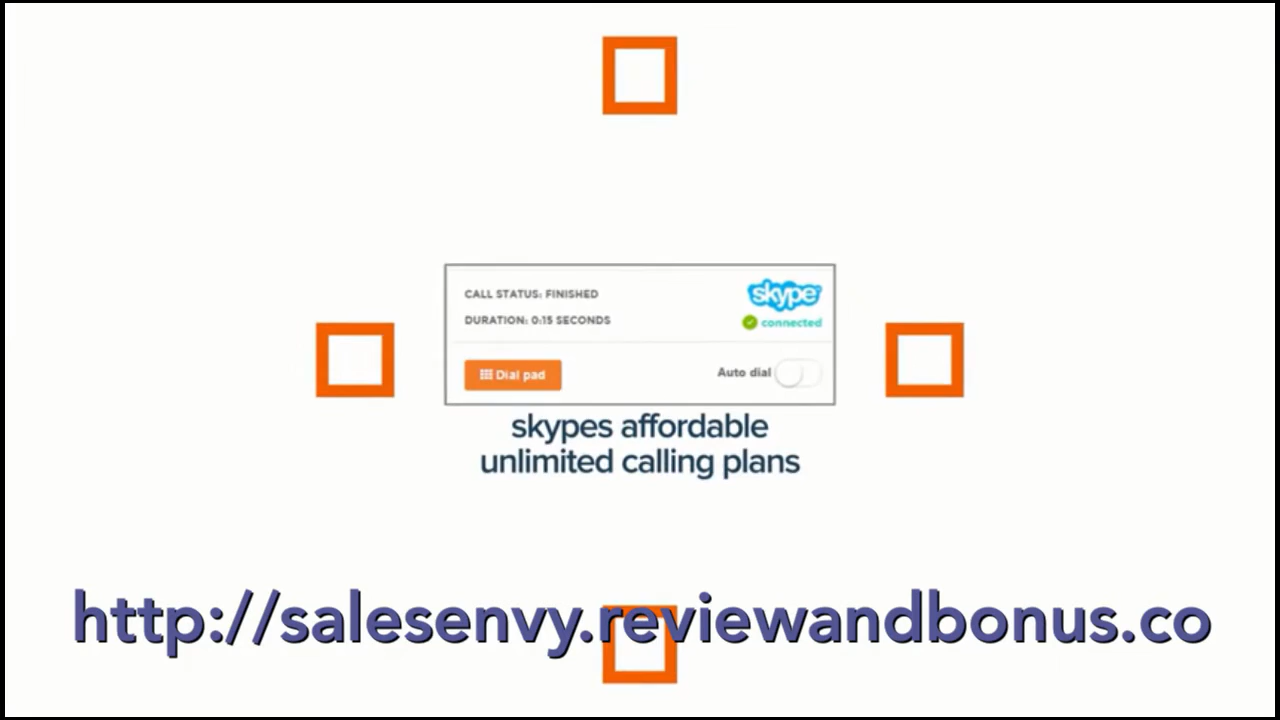 CALL STATUS: FINISHED
skype
DURATION: 0:15 SECONDS
connected
Dial pad
Auto dial
skypes affordable
unlimited calling plans
http://salesenvy.reviewandbonus.co